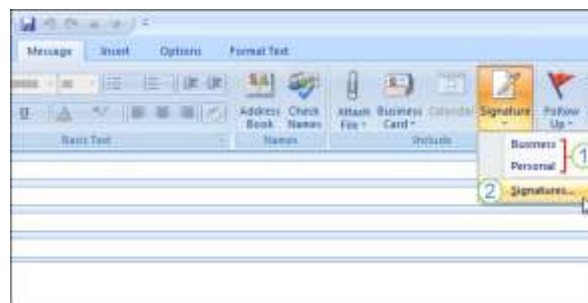 Message Insert Options Format Text
Address Book
Check Names
Attach File
Business Card
Calendar
Signature
Follow Up
Basic Text Names Include
Business
Personal
1
2 Signatures...